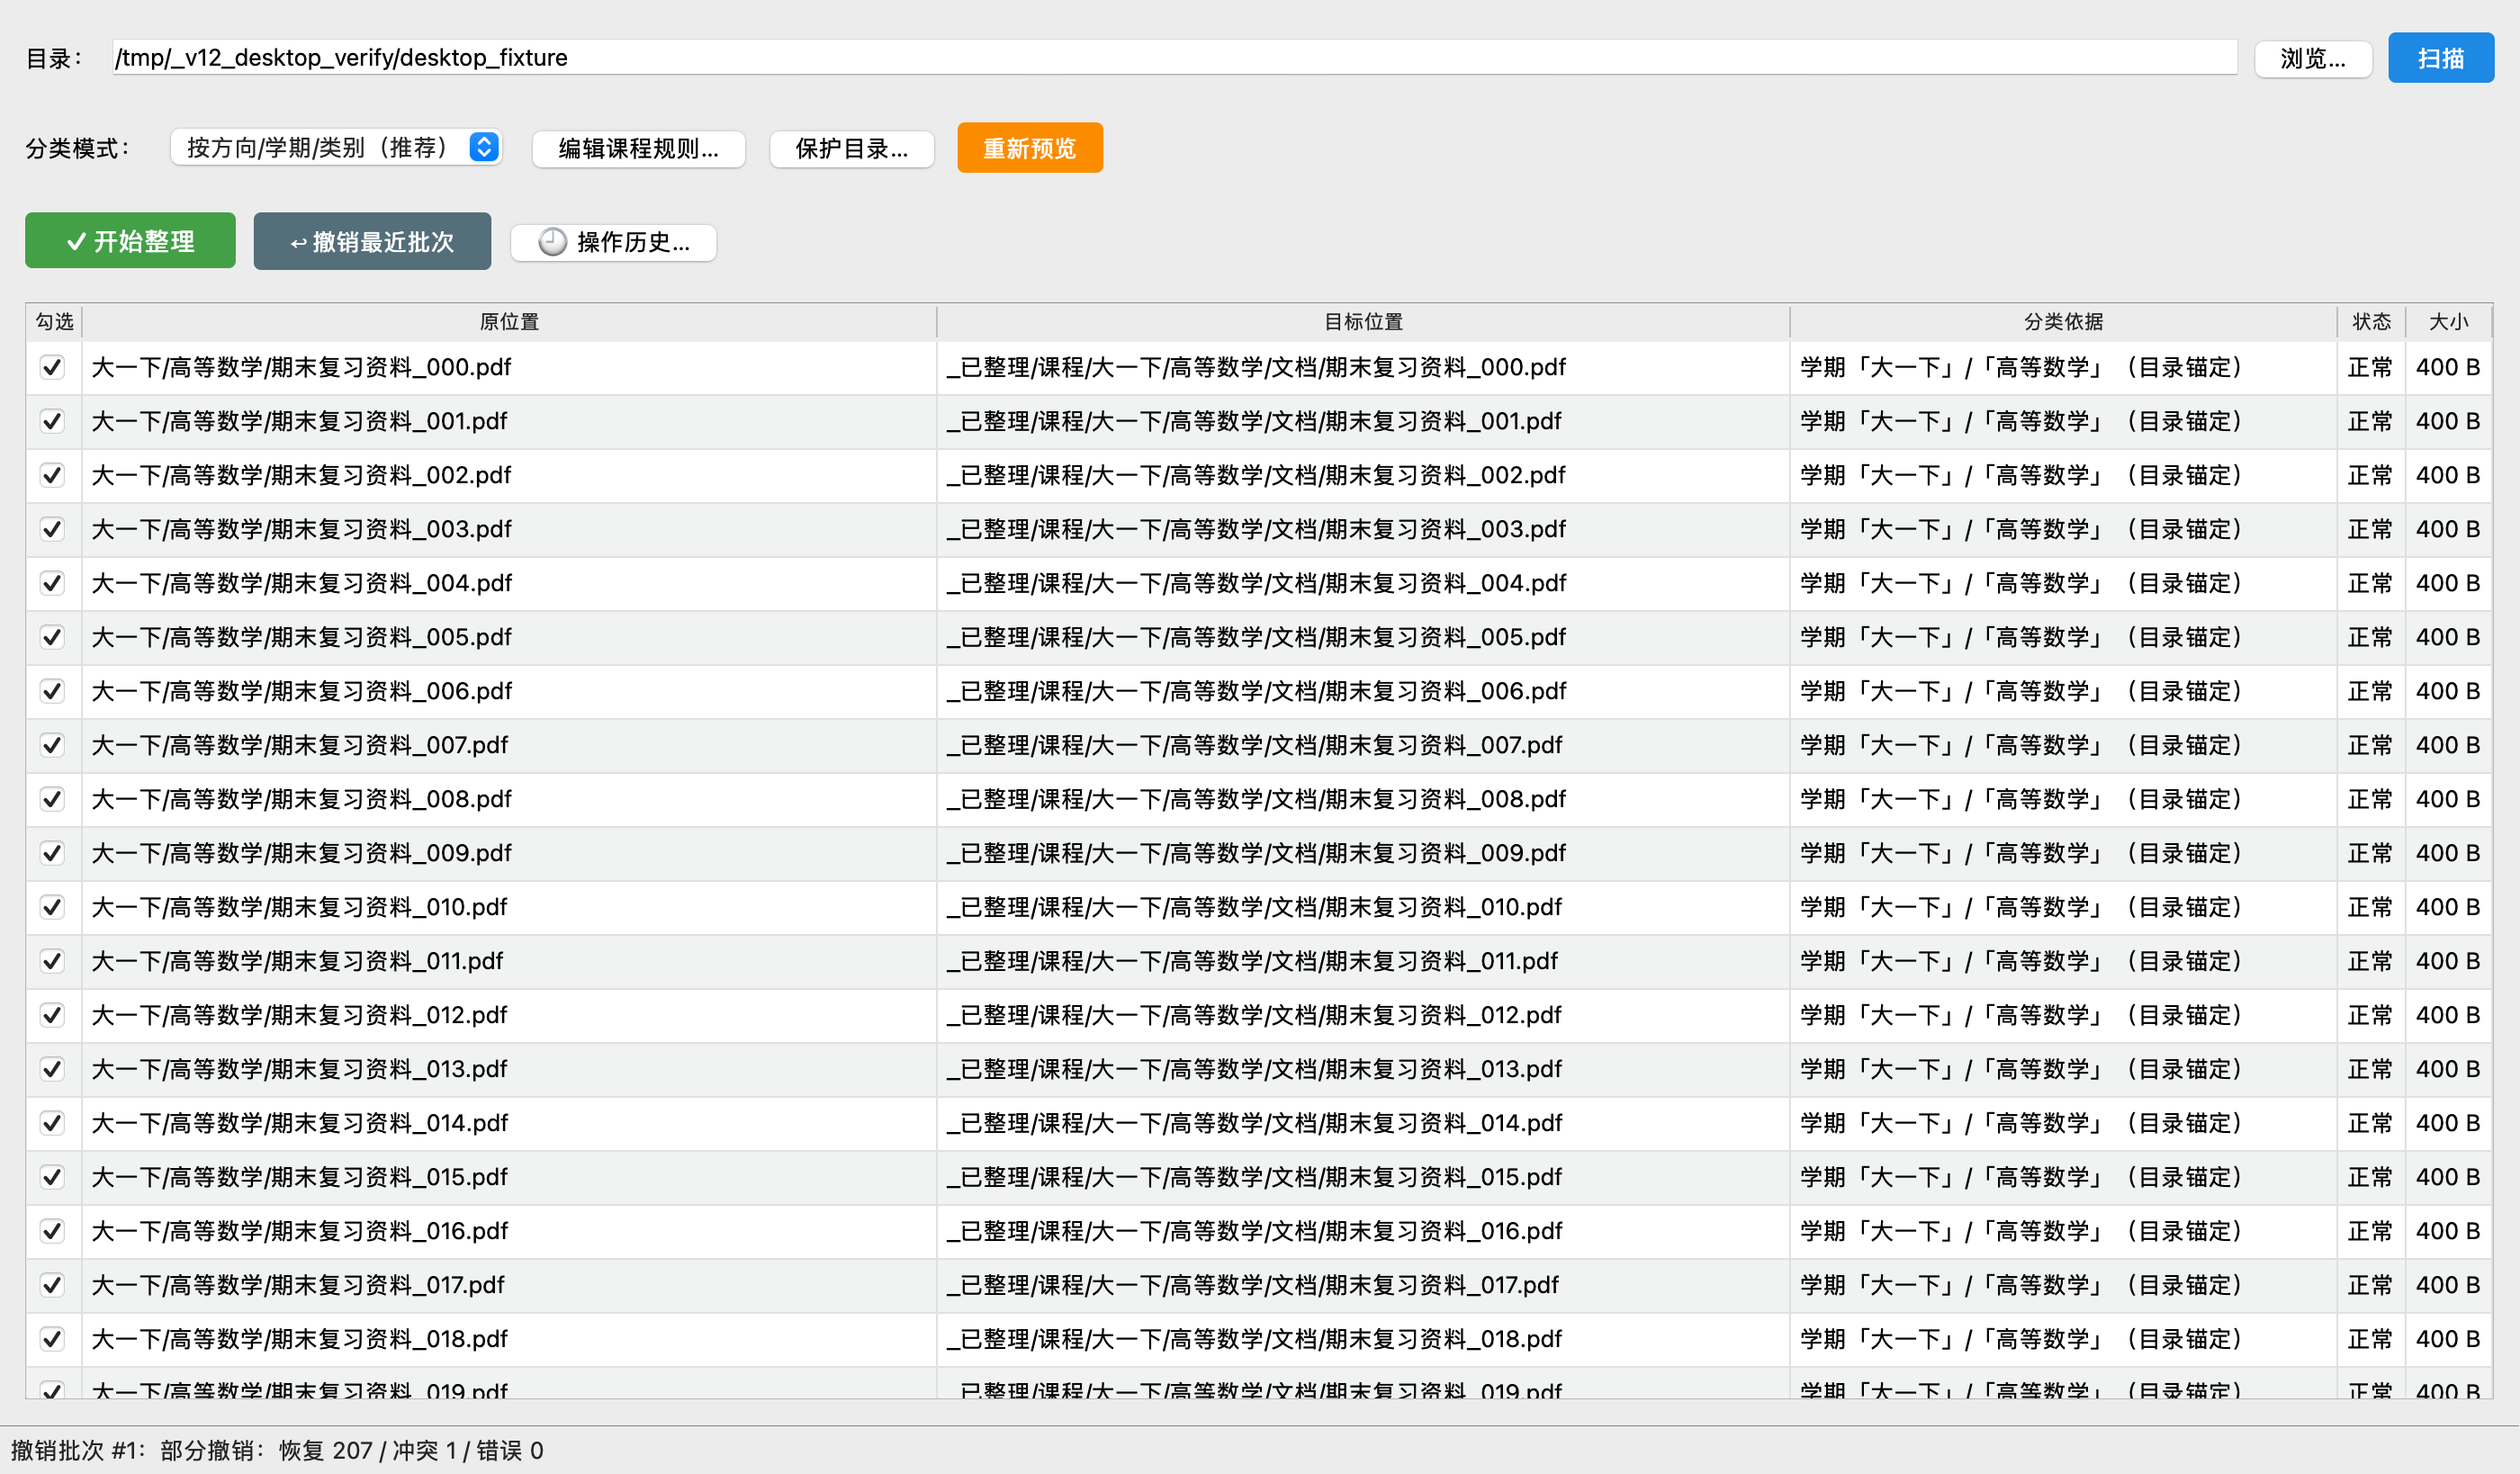 目录： /tmp/_v12_desktop_verify/desktop_fixture 浏览... 扫描
分类模式： 按方向/学期/类别（推荐） 编辑课程规则... 保护目录... 重新预览
✓ 开始整理 ↩ 撤销最近批次 🕘 操作历史...
勾选 原位置 目标位置 分类依据 状态 大小
大一下/高等数学/期末复习资料_000.pdf _已整理/课程/大一下/高等数学/文档/期末复习资料_000.pdf 学期「大一下」/「高等数学」（目录锚定） 正常 400 B
大一下/高等数学/期末复习资料_001.pdf _已整理/课程/大一下/高等数学/文档/期末复习资料_001.pdf 学期「大一下」/「高等数学」（目录锚定） 正常 400 B
大一下/高等数学/期末复习资料_002.pdf _已整理/课程/大一下/高等数学/文档/期末复习资料_002.pdf 学期「大一下」/「高等数学」（目录锚定） 正常 400 B
大一下/高等数学/期末复习资料_003.pdf _已整理/课程/大一下/高等数学/文档/期末复习资料_003.pdf 学期「大一下」/「高等数学」（目录锚定） 正常 400 B
大一下/高等数学/期末复习资料_004.pdf _已整理/课程/大一下/高等数学/文档/期末复习资料_004.pdf 学期「大一下」/「高等数学」（目录锚定） 正常 400 B
大一下/高等数学/期末复习资料_005.pdf _已整理/课程/大一下/高等数学/文档/期末复习资料_005.pdf 学期「大一下」/「高等数学」（目录锚定） 正常 400 B
大一下/高等数学/期末复习资料_006.pdf _已整理/课程/大一下/高等数学/文档/期末复习资料_006.pdf 学期「大一下」/「高等数学」（目录锚定） 正常 400 B
大一下/高等数学/期末复习资料_007.pdf _已整理/课程/大一下/高等数学/文档/期末复习资料_007.pdf 学期「大一下」/「高等数学」（目录锚定） 正常 400 B
大一下/高等数学/期末复习资料_008.pdf _已整理/课程/大一下/高等数学/文档/期末复习资料_008.pdf 学期「大一下」/「高等数学」（目录锚定） 正常 400 B
大一下/高等数学/期末复习资料_009.pdf _已整理/课程/大一下/高等数学/文档/期末复习资料_009.pdf 学期「大一下」/「高等数学」（目录锚定） 正常 400 B
大一下/高等数学/期末复习资料_010.pdf _已整理/课程/大一下/高等数学/文档/期末复习资料_010.pdf 学期「大一下」/「高等数学」（目录锚定） 正常 400 B
大一下/高等数学/期末复习资料_011.pdf _已整理/课程/大一下/高等数学/文档/期末复习资料_011.pdf 学期「大一下」/「高等数学」（目录锚定） 正常 400 B
大一下/高等数学/期末复习资料_012.pdf _已整理/课程/大一下/高等数学/文档/期末复习资料_012.pdf 学期「大一下」/「高等数学」（目录锚定） 正常 400 B
大一下/高等数学/期末复习资料_013.pdf _已整理/课程/大一下/高等数学/文档/期末复习资料_013.pdf 学期「大一下」/「高等数学」（目录锚定） 正常 400 B
大一下/高等数学/期末复习资料_014.pdf _已整理/课程/大一下/高等数学/文档/期末复习资料_014.pdf 学期「大一下」/「高等数学」（目录锚定） 正常 400 B
大一下/高等数学/期末复习资料_015.pdf _已整理/课程/大一下/高等数学/文档/期末复习资料_015.pdf 学期「大一下」/「高等数学」（目录锚定） 正常 400 B
大一下/高等数学/期末复习资料_016.pdf _已整理/课程/大一下/高等数学/文档/期末复习资料_016.pdf 学期「大一下」/「高等数学」（目录锚定） 正常 400 B
大一下/高等数学/期末复习资料_017.pdf _已整理/课程/大一下/高等数学/文档/期末复习资料_017.pdf 学期「大一下」/「高等数学」（目录锚定） 正常 400 B
大一下/高等数学/期末复习资料_018.pdf _已整理/课程/大一下/高等数学/文档/期末复习资料_018.pdf 学期「大一下」/「高等数学」（目录锚定） 正常 400 B
大一下/高等数学/期末复习资料_019.pdf _已整理/课程/大一下/高等数学/文档/期末复习资料_019.pdf 学期「大一下」/「高等数学」（目录锚定） 正常 400 B
撤销批次 #1：部分撤销：恢复 207 / 冲突 1 / 错误 0